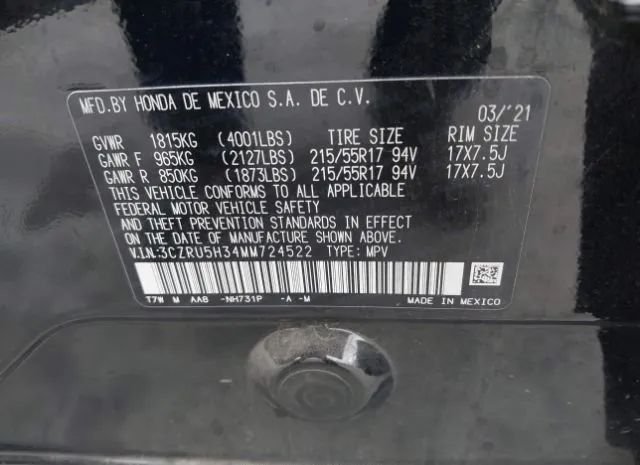 MFD.BY HONDA DE MEXICO S.A. DE C.V.
03/'21
GVWR 1815KG (4001LBS) TIRE SIZE RIM SIZE
GAWR F 965KG (2127LBS) 215/55R17 94V 17X7.5J
GAWR R 850KG (1873LBS) 215/55R17 94V 17X7.5J
THIS VEHICLE CONFORMS TO ALL APPLICABLE
FEDERAL MOTOR VEHICLE SAFETY
AND THEFT PREVENTION STANDARDS IN EFFECT
ON THE DATE OF MANUFACTURE SHOWN ABOVE.
V.I.N:3CZRU5H34MM724522 TYPE: MPV
T7W M AAB -NH731P -A -M MADE IN MEXICO